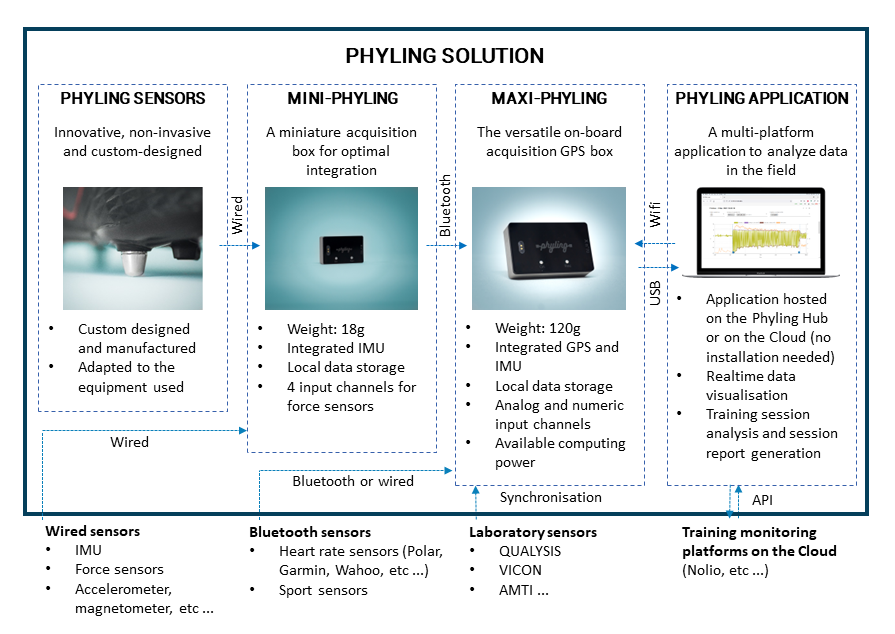 PHYLING SOLUTION
PHYLING SENSORS
Innovative, non-invasive
and custom-designed
• Custom designed
and manufactured
• Adapted to the
equipment used
Wired
MINI-PHYLING
A miniature acquisition
box for optimal
integration
• Weight: 18g
• Integrated IMU
• Local data storage
• 4 input channels for
force sensors
Bluetooth
MAXI-PHYLING
The versatile on-board
acquisition GPS box
phyling
• Weight: 120g
• Integrated GPS and
IMU
• Local data storage
• Analog and numeric
input channels
• Available computing
power
Wifi
USB
PHYLING APPLICATION
A multi-platform
application to analyze data
in the field
• Application hosted
on the Phyling Hub
or on the Cloud (no
installation needed)
• Realtime data
visualisation
• Training session
analysis and session
report generation
Wired
Bluetooth or wired
Synchronisation
API
Wired sensors
• IMU
• Force sensors
• Accelerometer,
magnetometer, etc ...
Bluetooth sensors
• Heart rate sensors (Polar,
Garmin, Wahoo, etc ...)
• Sport sensors
Laboratory sensors
• QUALYSIS
• VICON
• AMTI ...
Training monitoring
platforms on the Cloud
(Nolio, etc ...)